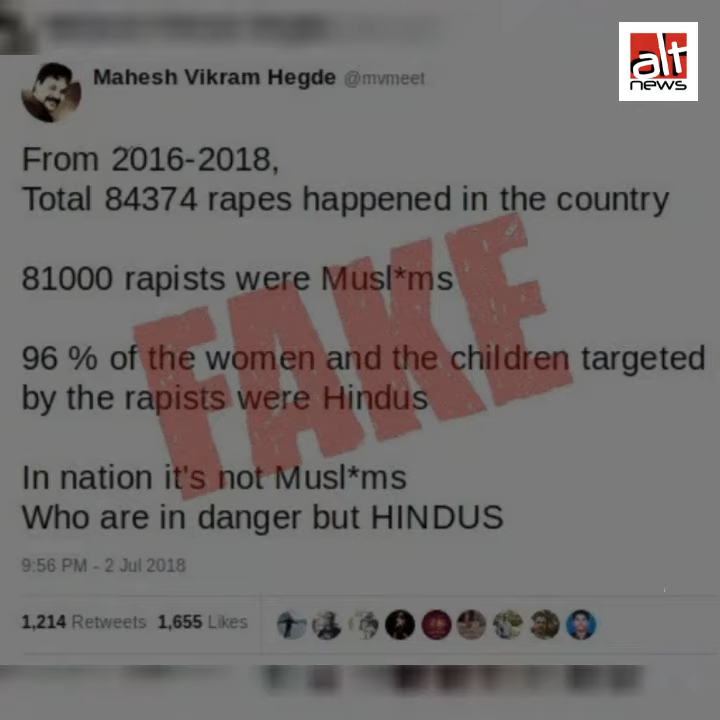 alt
news
Mahesh Vikram Hegde @mvmeet
From 2016-2018,
Total 84374 rapes happened in the country
81000 rapists were Musl*ms
96 % of the women and the children targeted
by the rapists were Hindus
In nation it's not Musl*ms
Who are in danger but HINDUS
FAKE
9:56 PM - 2 Jul 2018
1,214 Retweets 1,655 Likes